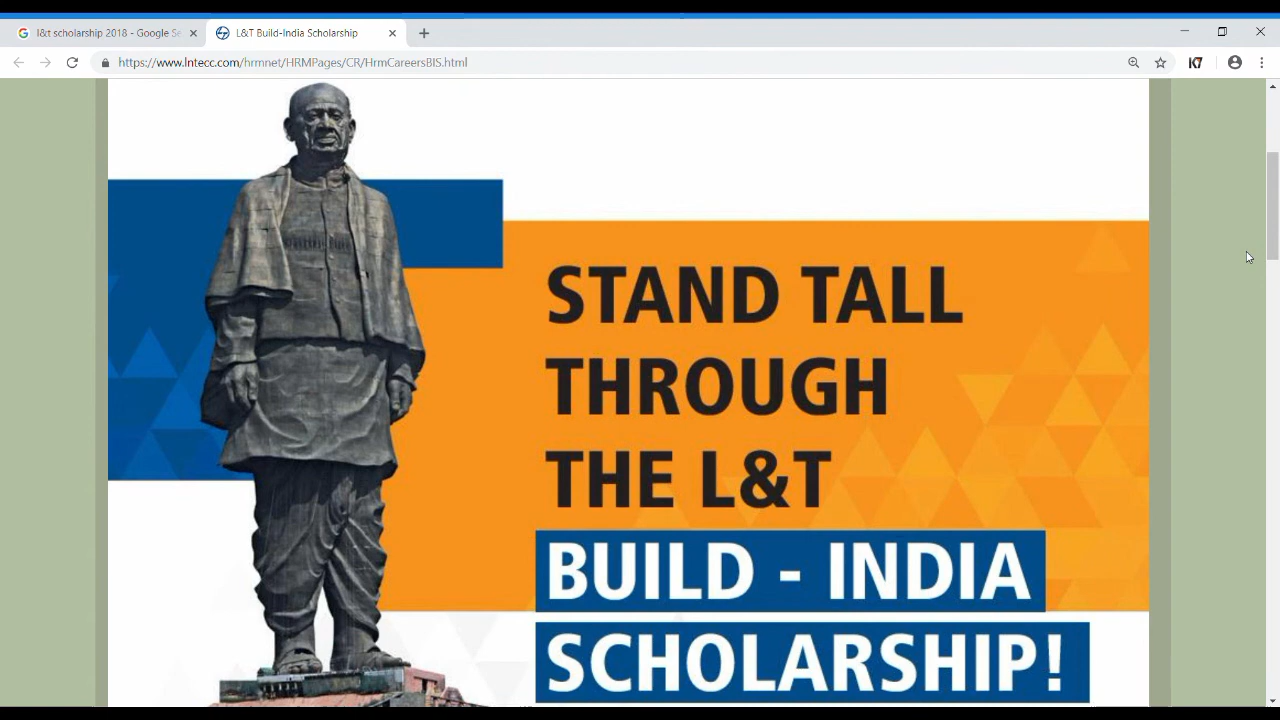 l&t scholarship 2018 - Google Se
L&T Build-India Scholarship
https://www.lntecc.com/hrmnet/HRMPages/CR/HrmCareersBIS.html
K7
STAND TALL
THROUGH
THE L&T
BUILD - INDIA
SCHOLARSHIP!